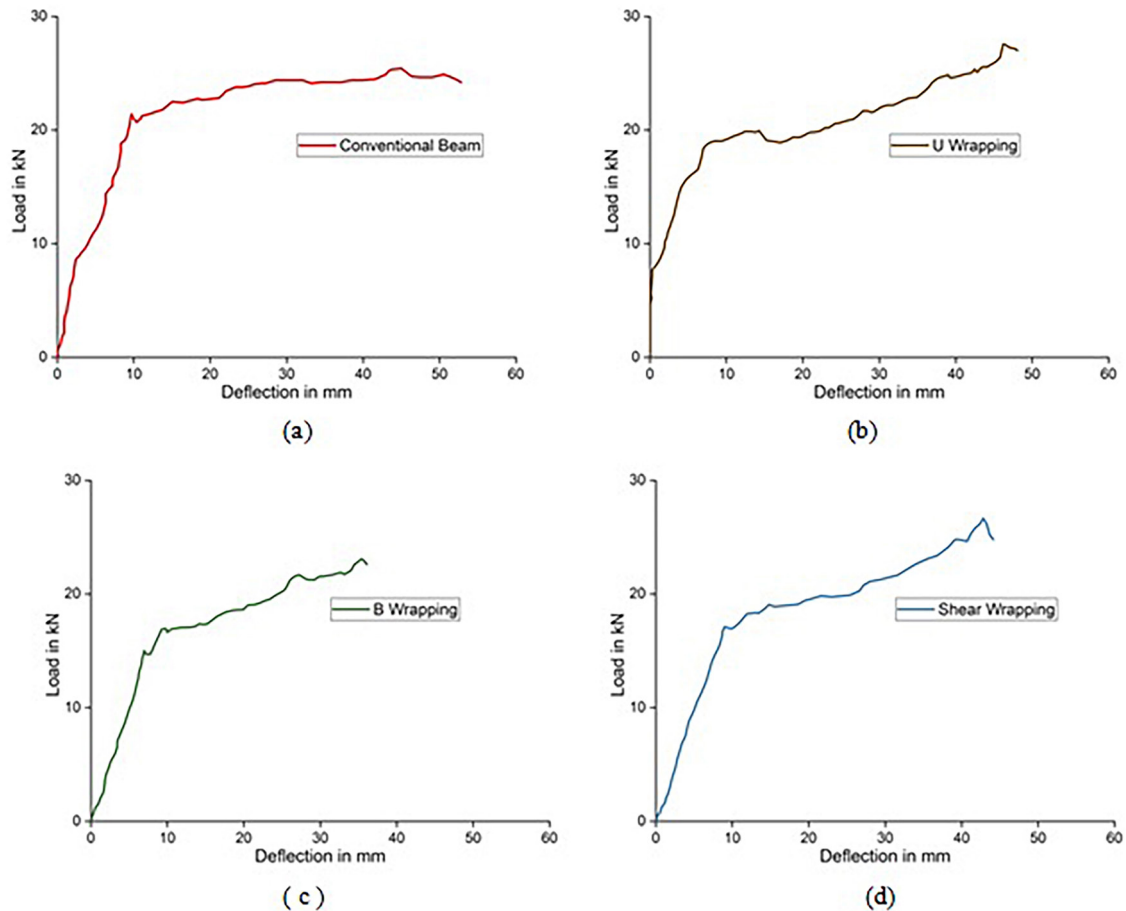 30
20
10
0
Load in kN
Conventional Beam
0 10 20 30 40 50 60
Deflection in mm
(a)
30
20
10
0
Load in kN
U Wrapping
0 10 20 30 40 50 60
Deflection in mm
(b)
30
20
10
0
Load in kN
B Wrapping
0 10 20 30 40 50 60
Deflection in mm
( c )
30
20
10
0
Load in kN
Shear Wrapping
0 10 20 30 40 50 60
Deflection in mm
(d)